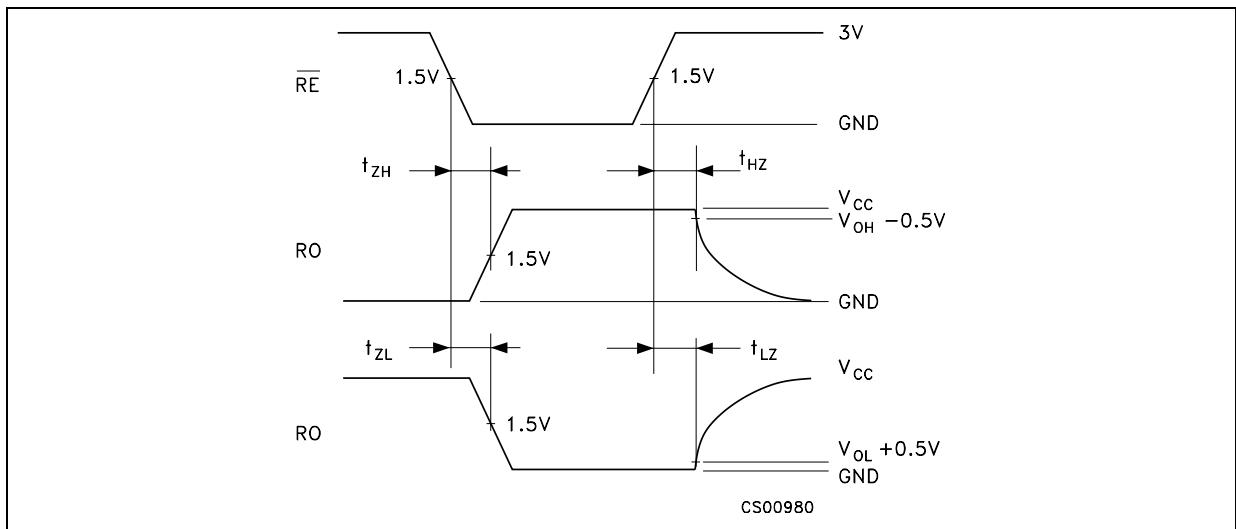 3V
R̅E̅
1.5V
1.5V
GND
tZH
tHZ
VCC
VOH −0.5V
RO
1.5V
GND
tZL
tLZ
VCC
1.5V
RO
VOL +0.5V
GND
CS00980